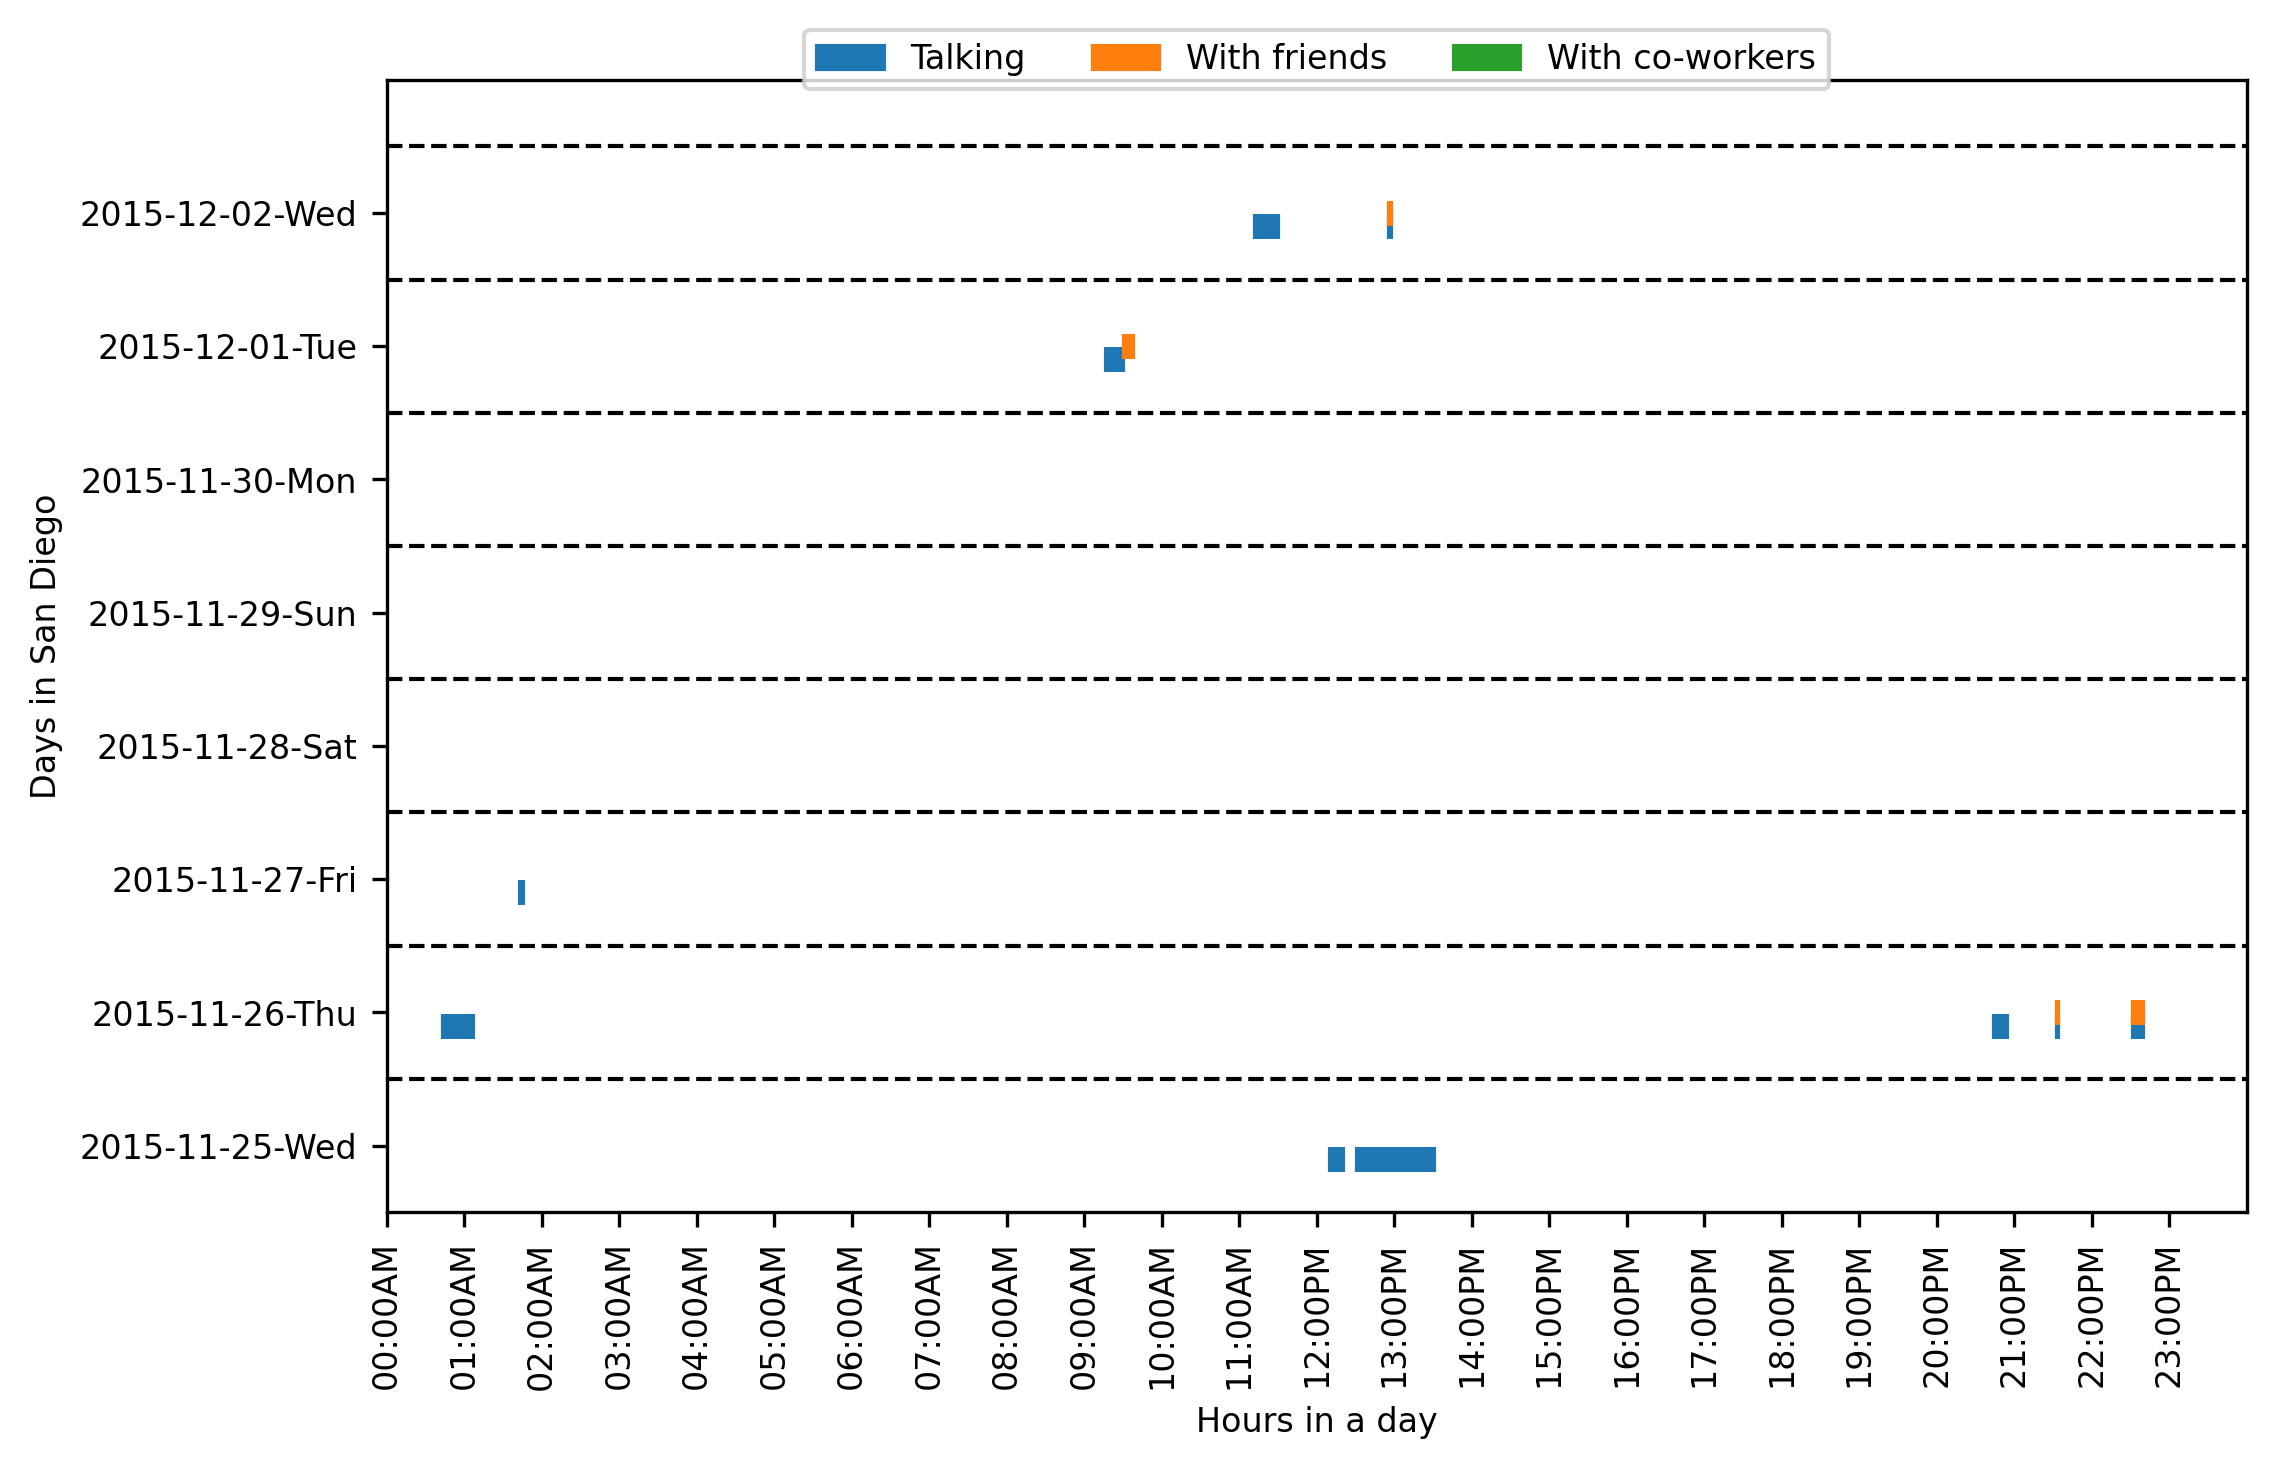 Talking With friends With co-workers
Days in San Diego
2015-12-02-Wed
2015-12-01-Tue
2015-11-30-Mon
2015-11-29-Sun
2015-11-28-Sat
2015-11-27-Fri
2015-11-26-Thu
2015-11-25-Wed
00:00AM
01:00AM
02:00AM
03:00AM
04:00AM
05:00AM
06:00AM
07:00AM
08:00AM
09:00AM
10:00AM
11:00AM
12:00PM
13:00PM
14:00PM
15:00PM
16:00PM
17:00PM
18:00PM
19:00PM
20:00PM
21:00PM
22:00PM
23:00PM
Hours in a day